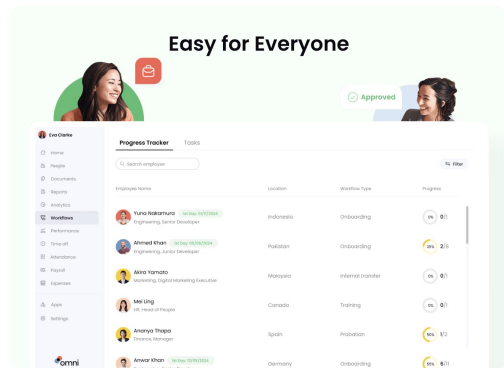 Easy for Everyone
Approved
Eva Clarke
Progress Tracker Tasks
Home
Search employee
Filter
People
Documents
Reports
Employee Name Location Workflow Type Progress
Analytics
Workflows
Yuna Nakamura
Engineering, Senior Developer
Indonesia Onboarding 0% 0/1
Performance
Time off
Ahmed Khan
Engineering, Junior Developer
Pakistan Onboarding 25% 2/8
Attendance
Payroll
Akira Yamato
Marketing, Digital Marketing Executive
Malaysia Internal transfer 0% 0/1
Expenses
Apps
Mei Ling
HR, Head of People
Canada Training 0% 0/1
Settings
Ananya Thapa
Finance, Manager
Spain Probation 50% 1/2
omni
Anwar Khan
Germany Onboarding 55% 6/11